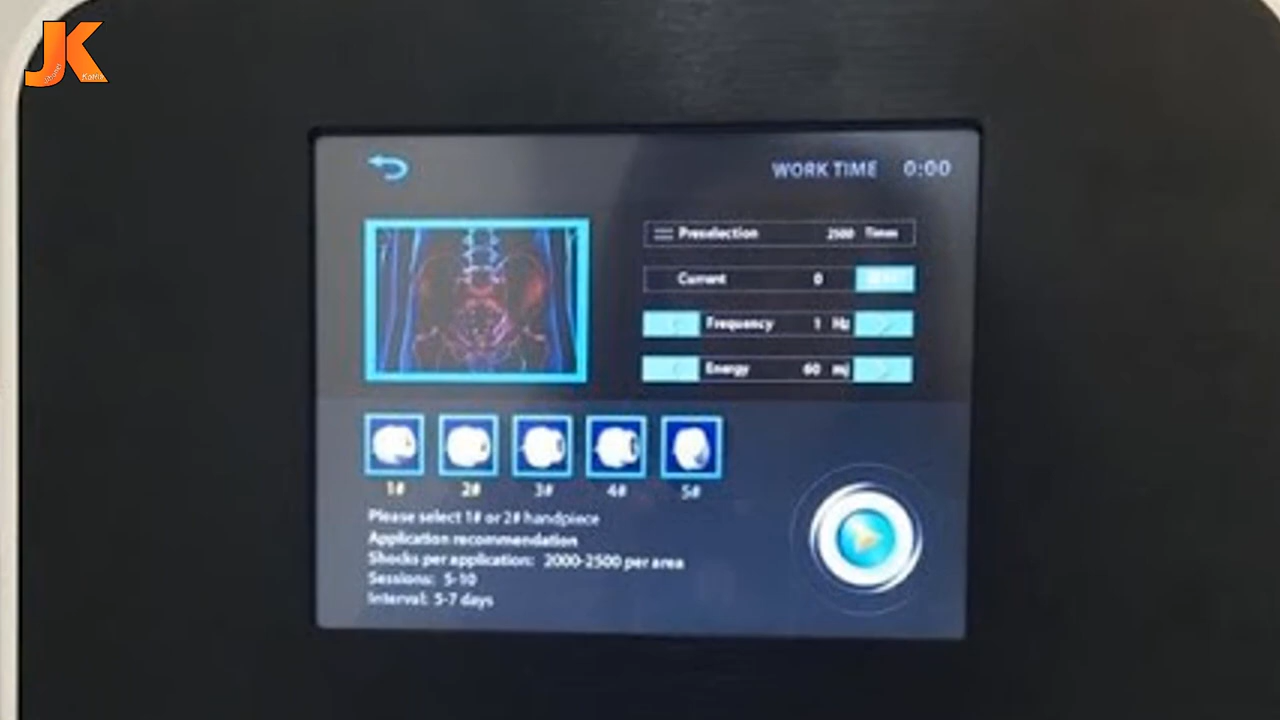 JK
WORK TIME 0:00
Preselection 2500 Times
Current 0
Frequency 1 Hz
Energy 60 mj
1# 2# 3# 4# 5#
Please select 1# or 2# handpiece
Application recommendation
Shocks per application: 2000-2500 per area
Sessions: 5-10
Interval: 5-7 days